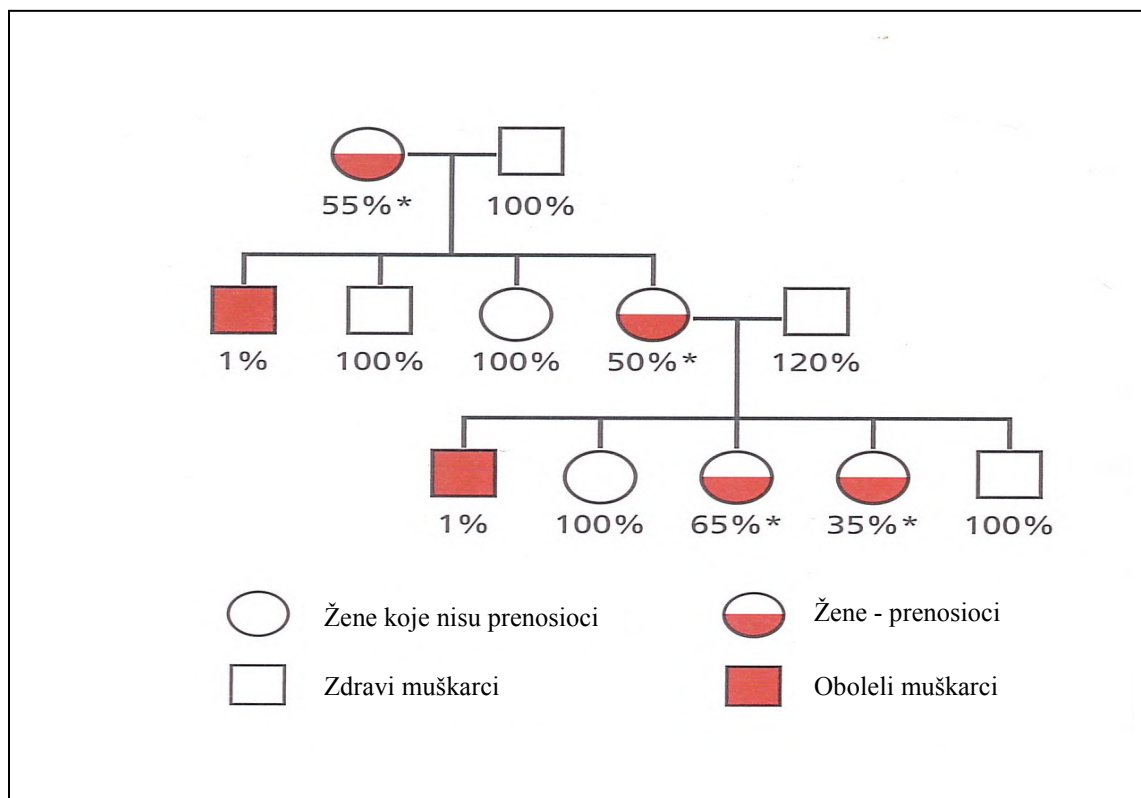 55%* 100%
1% 100% 100% 50%* 120%
1% 100% 65%* 35%* 100%
Žene koje nisu prenosioci Žene - prenosioci
Zdravi muškarci Oboleli muškarci